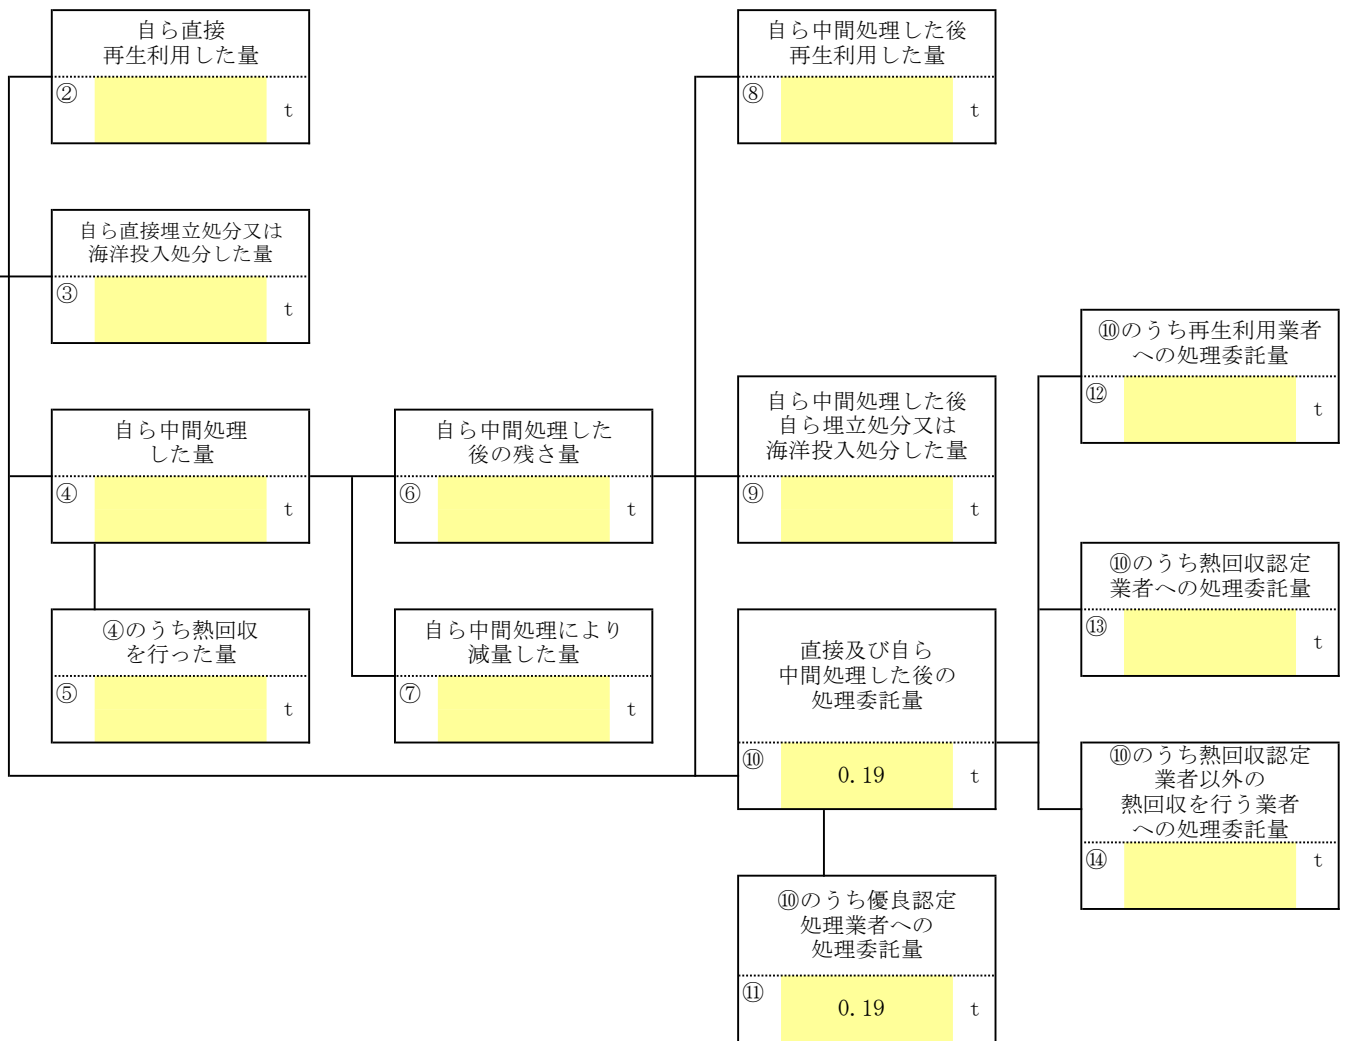 自ら直接
再生利用した量
②
t
自ら中間処理した後
再生利用した量
⑧
t
自ら直接埋立処分又は
海洋投入処分した量
③
t
⑩のうち再生利用業者
への処理委託量
⑫
t
自ら中間処理
した量
④
t
自ら中間処理した
後の残さ量
⑥
t
自ら中間処理した後
自ら埋立処分又は
海洋投入処分した量
⑨
t
⑩のうち熱回収認定
業者への処理委託量
⑬
t
④のうち熱回収
を行った量
⑤
t
自ら中間処理により
減量した量
⑦
t
直接及び自ら
中間処理した後の
処理委託量
⑩
0.19
t
⑩のうち熱回収認定
業者以外の
熱回収を行う業者
への処理委託量
⑭
t
⑩のうち優良認定
処理業者への
処理委託量
⑪
0.19
t